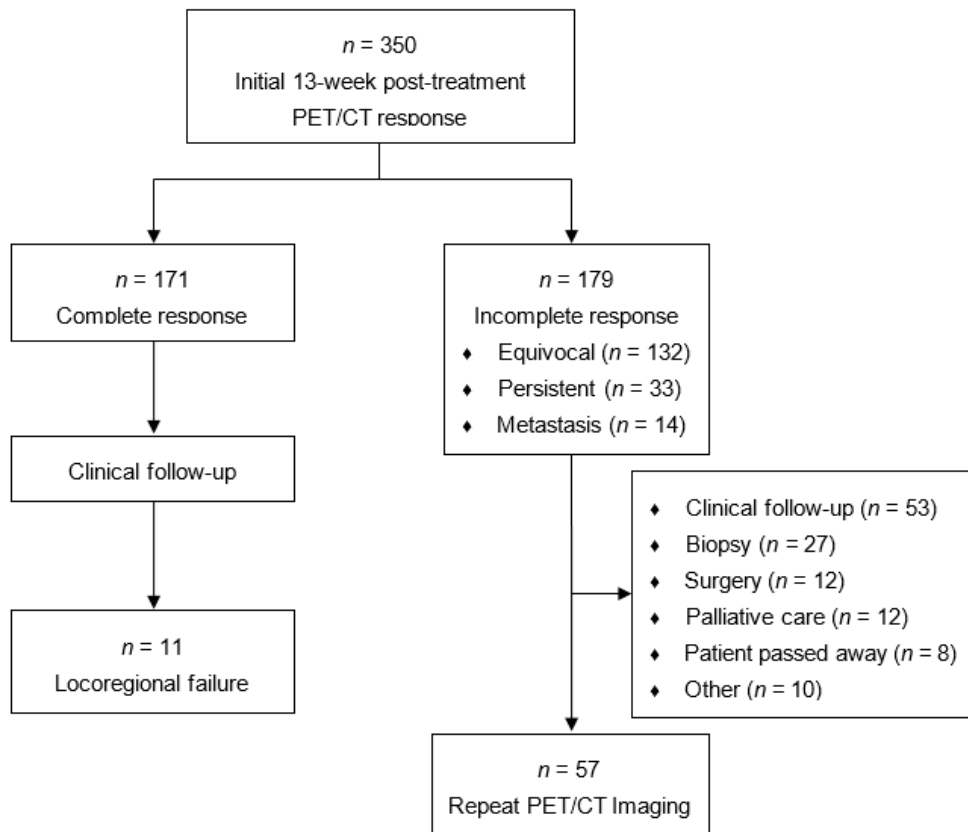 n = 350
Initial 13-week post-treatment
PET/CT response
n = 171
Complete response
n = 179
Incomplete response
♦ Equivocal (n = 132)
♦ Persistent (n = 33)
♦ Metastasis (n = 14)
Clinical follow-up
♦ Clinical follow-up (n = 53)
♦ Biopsy (n = 27)
♦ Surgery (n = 12)
♦ Palliative care (n = 12)
♦ Patient passed away (n = 8)
♦ Other (n = 10)
n = 11
Locoregional failure
n = 57
Repeat PET/CT Imaging